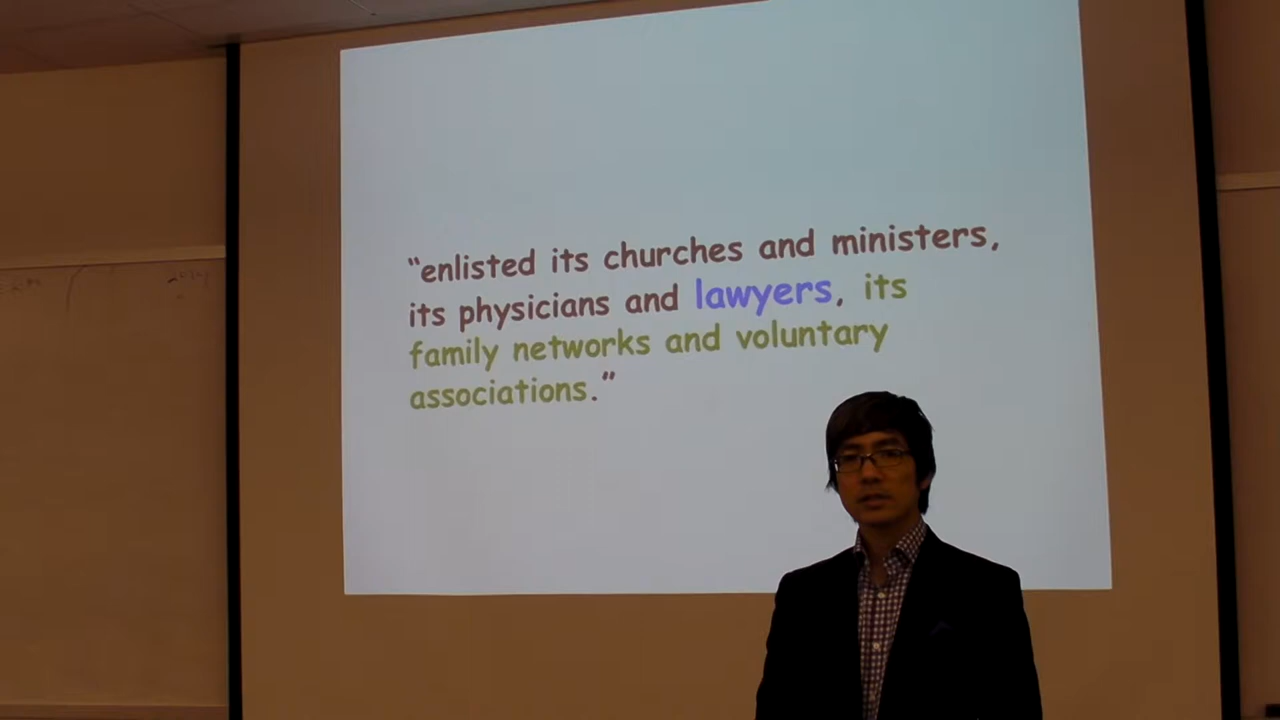 “enlisted its churches and ministers,
its physicians and lawyers, its
family networks and voluntary
associations.”